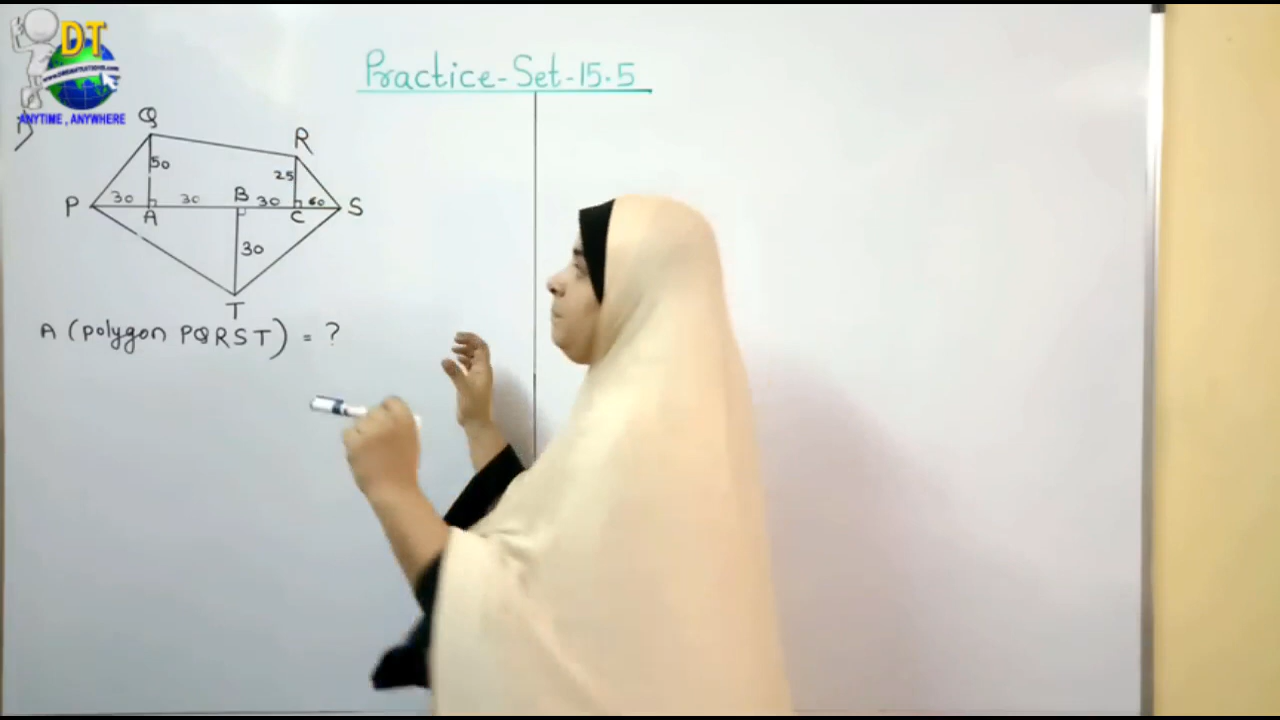 DT
ANYTIME, ANYWHERE
Practice-Set-15.5
Q
R
50
25
P
30
A
30
B
30
C
60
S
30
T
A (polygon PQRST) = ?